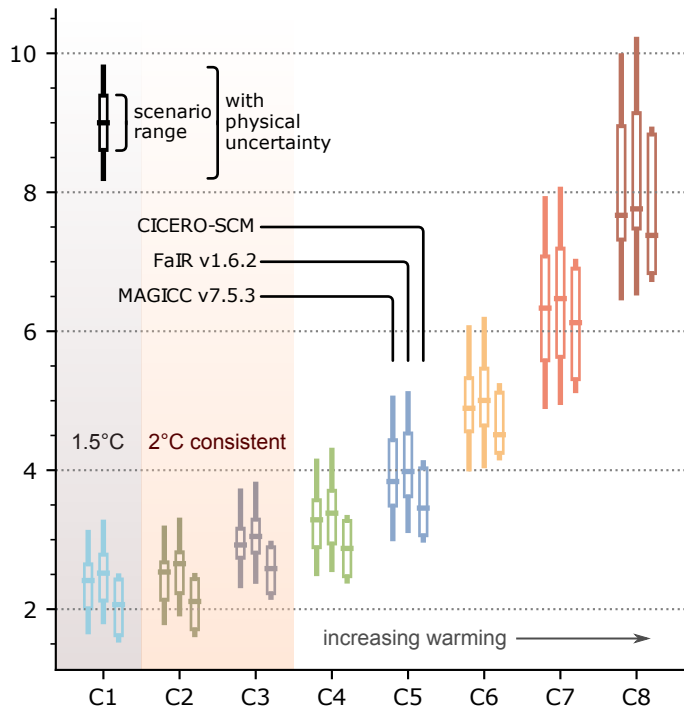 10
scenario
range
with
physical
uncertainty
8
CICERO-SCM
FaIR v1.6.2
MAGICC v7.5.3
6
1.5°C
2°C consistent
4
2
increasing warming
C1 C2 C3 C4 C5 C6 C7 C8